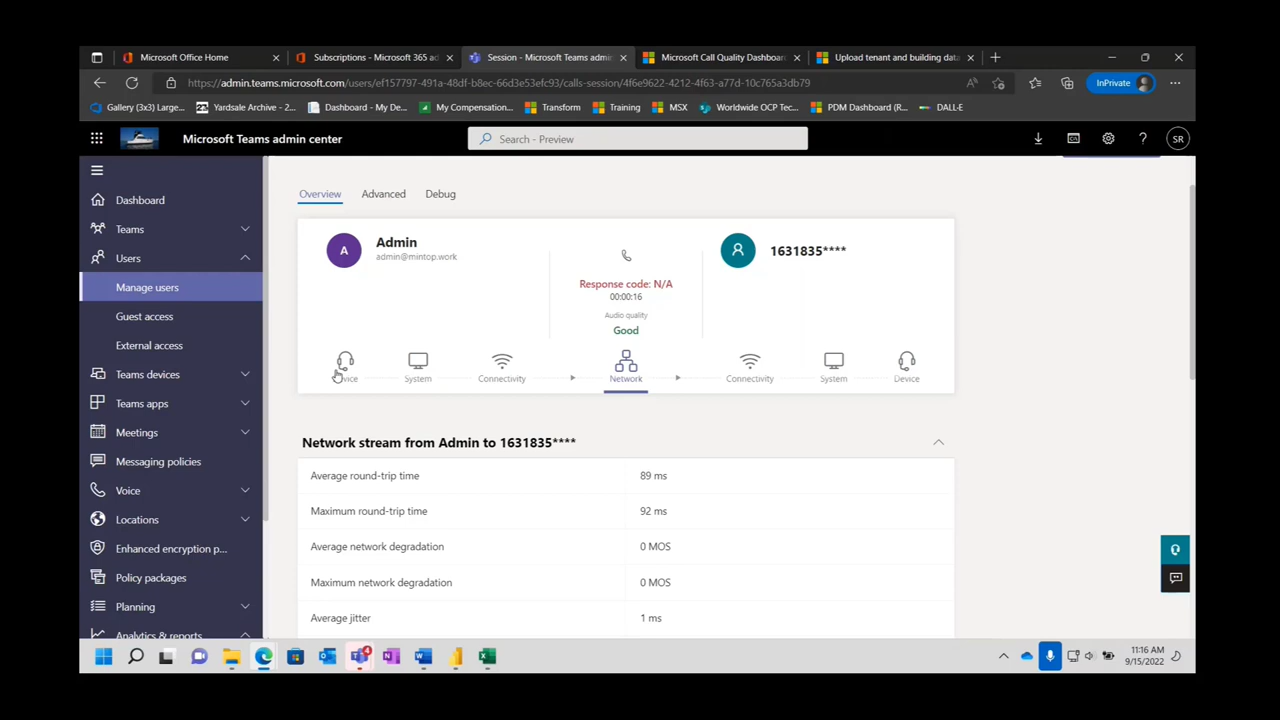 Microsoft Office Home
Subscriptions - Microsoft 365 ad
Session - Microsoft Teams admin
Microsoft Call Quality Dashboard
Upload tenant and building data
https://admin.teams.microsoft.com/users/ef157797-491a-48df-b8ec-66d3e53efc93/calls-session/4f6e9622-4212-4f63-a77d-10c765a3db79
InPrivate
Gallery (3x3) Large...
Yardsale Archive - 2...
Dashboard - My De...
My Compensation...
Transform
Training
MSX
Worldwide OCP Tec...
PDM Dashboard (R...
DALL-E
Microsoft Teams admin center
Search - Preview
SR
Dashboard
Teams
Users
Manage users
Guest access
External access
Teams devices
Teams apps
Meetings
Messaging policies
Voice
Locations
Enhanced encryption p...
Policy packages
Planning
Analytics & reports
Overview Advanced Debug
A
Admin
admin@mintop.work
Response code: N/A
00:00:16
Audio quality
Good
1631835****
System Connectivity Network Connectivity System Device
Network stream from Admin to 1631835****
Average round-trip time 89 ms
Maximum round-trip time 92 ms
Average network degradation 0 MOS
Maximum network degradation 0 MOS
Average jitter 1 ms
4
11:16 AM
9/15/2022